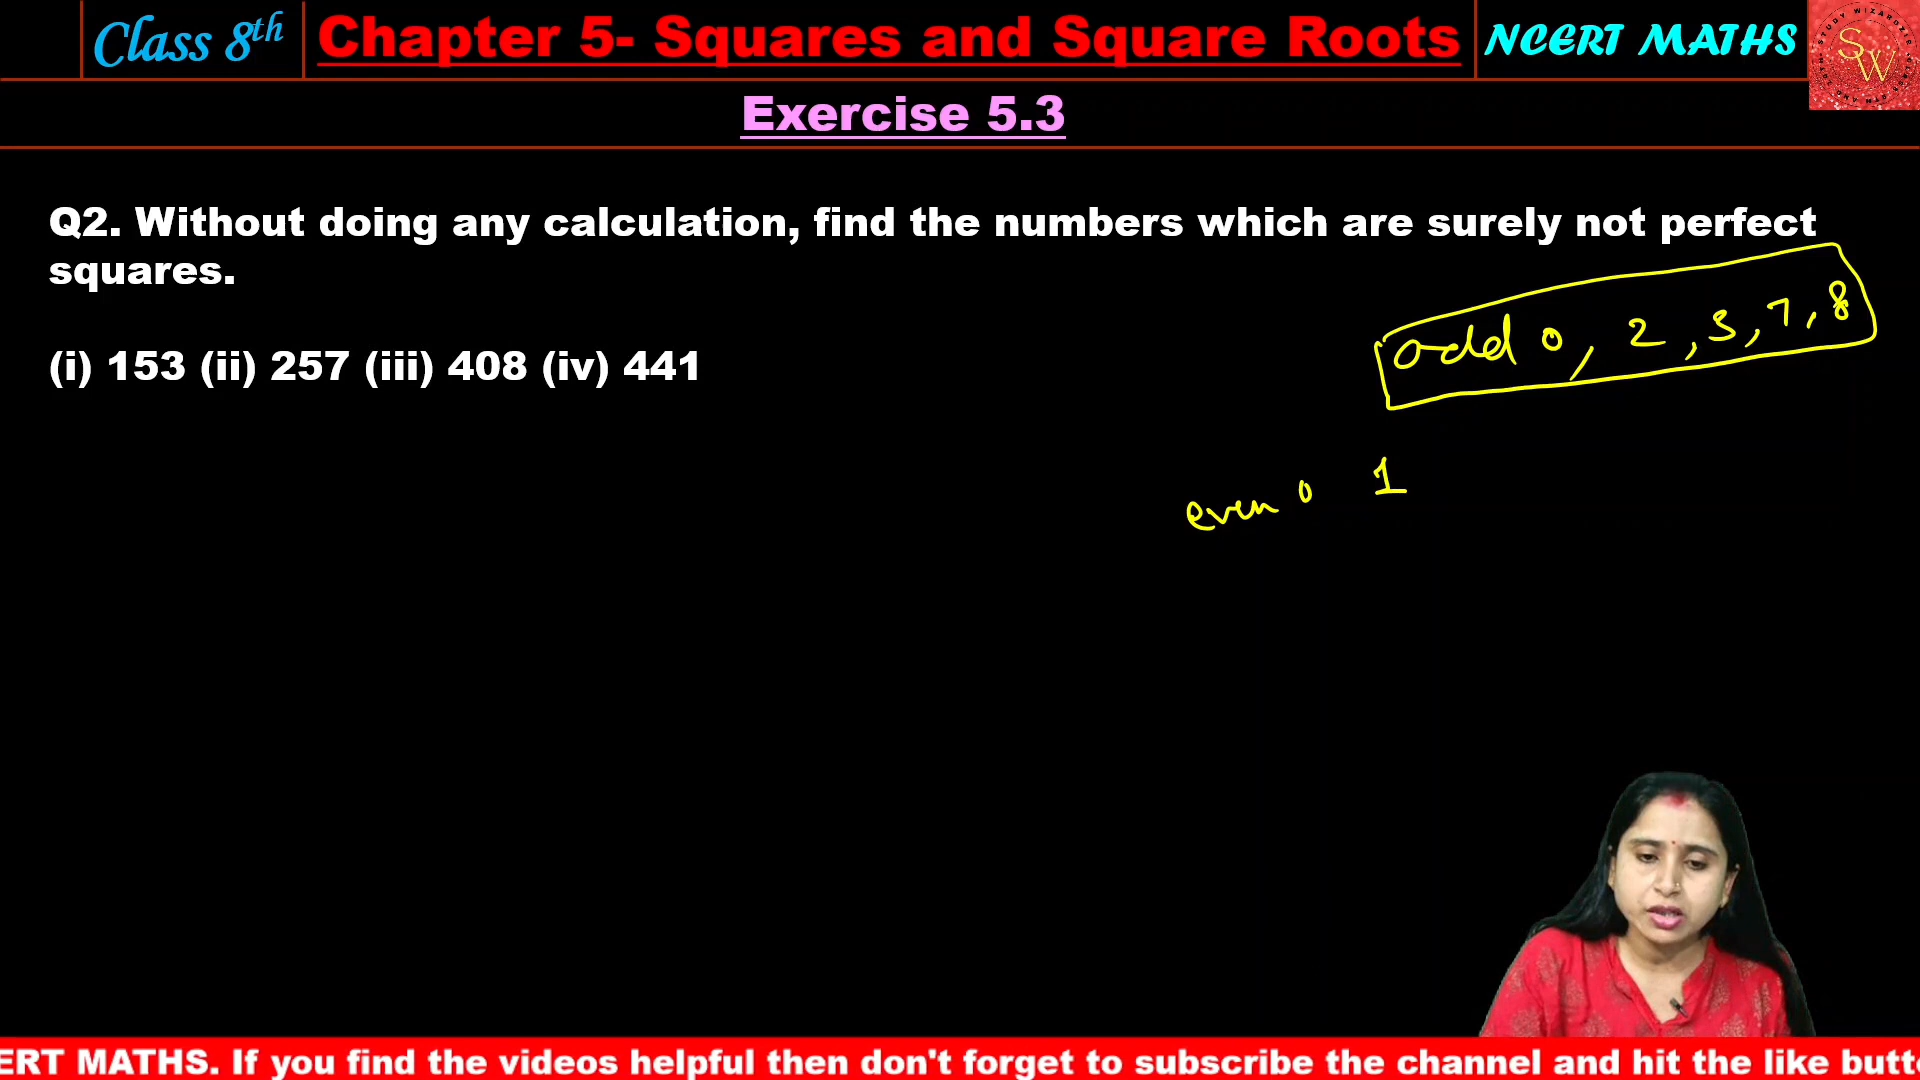 Class 8th Chapter 5- Squares and Square Roots NCERT MATHS
SW
Exercise 5.3
Q2. Without doing any calculation, find the numbers which are surely not perfect
squares.
odd 0, 2, 3, 7, 8
(i) 153 (ii) 257 (iii) 408 (iv) 441
even 0 1
ERT MATHS. If you find the videos helpful then don't forget to subscribe the channel and hit the like butt